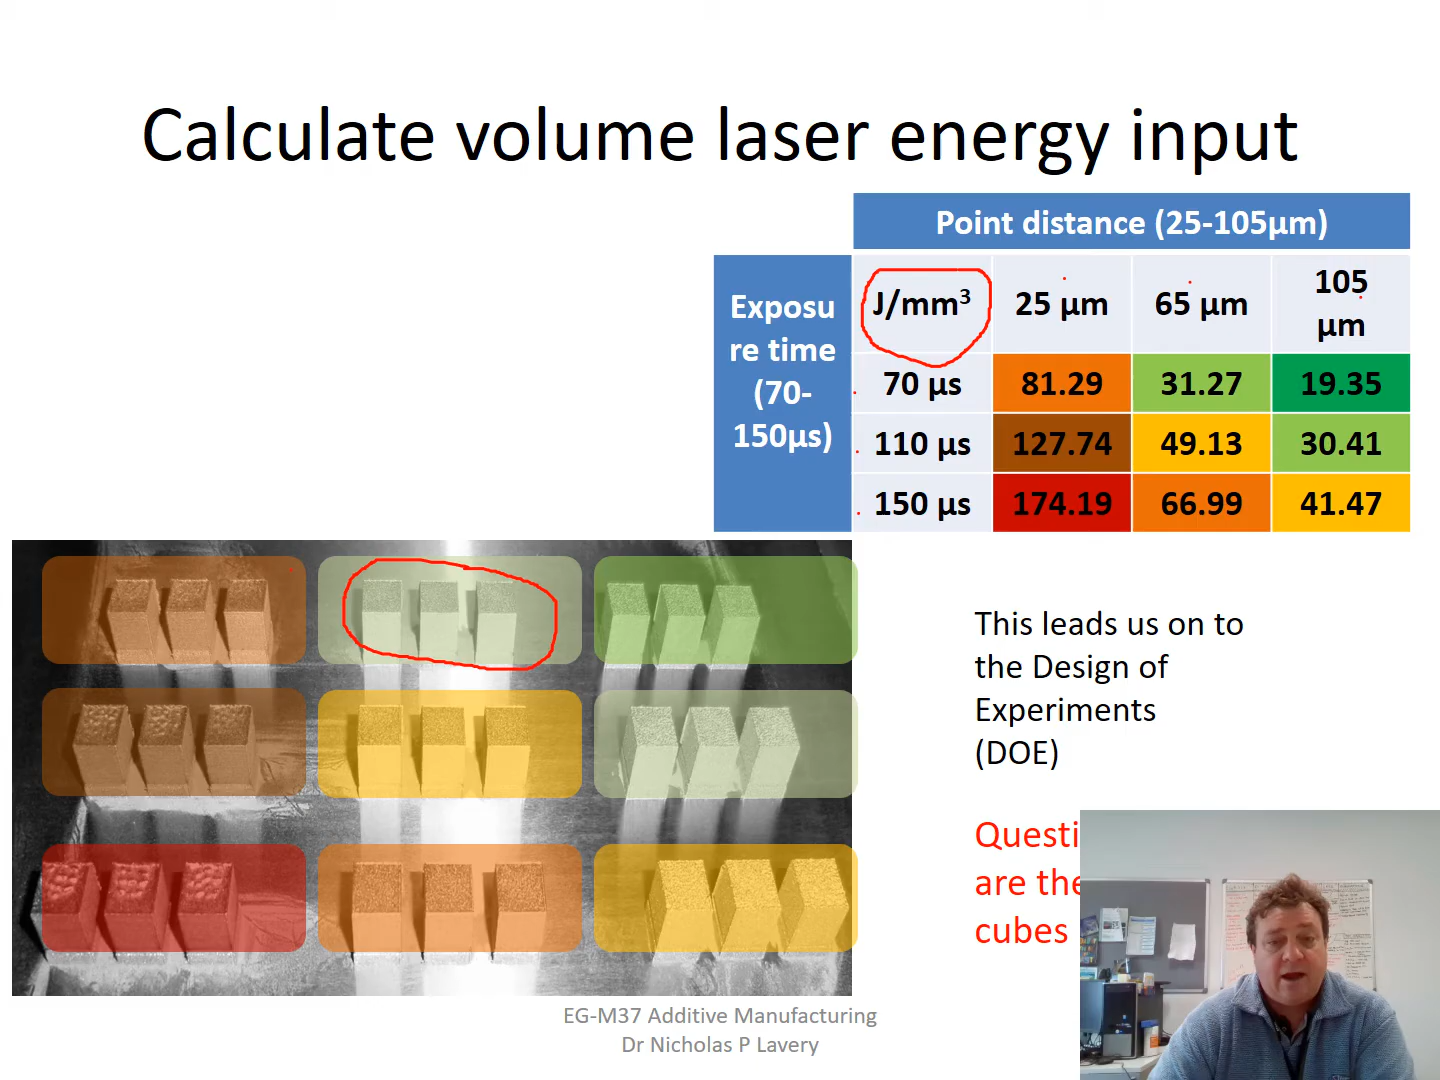 Calculate volume laser energy input
Point distance (25-105µm)
Exposu
re time
(70-
150µs)
J/mm³ 25 µm 65 µm 105 µm
70 µs 81.29 31.27 19.35
110 µs 127.74 49.13 30.41
150 µs 174.19 66.99 41.47
This leads us on to
the Design of
Experiments
(DOE)
Questi
are the
cubes
EG-M37 Additive Manufacturing
Dr Nicholas P Lavery